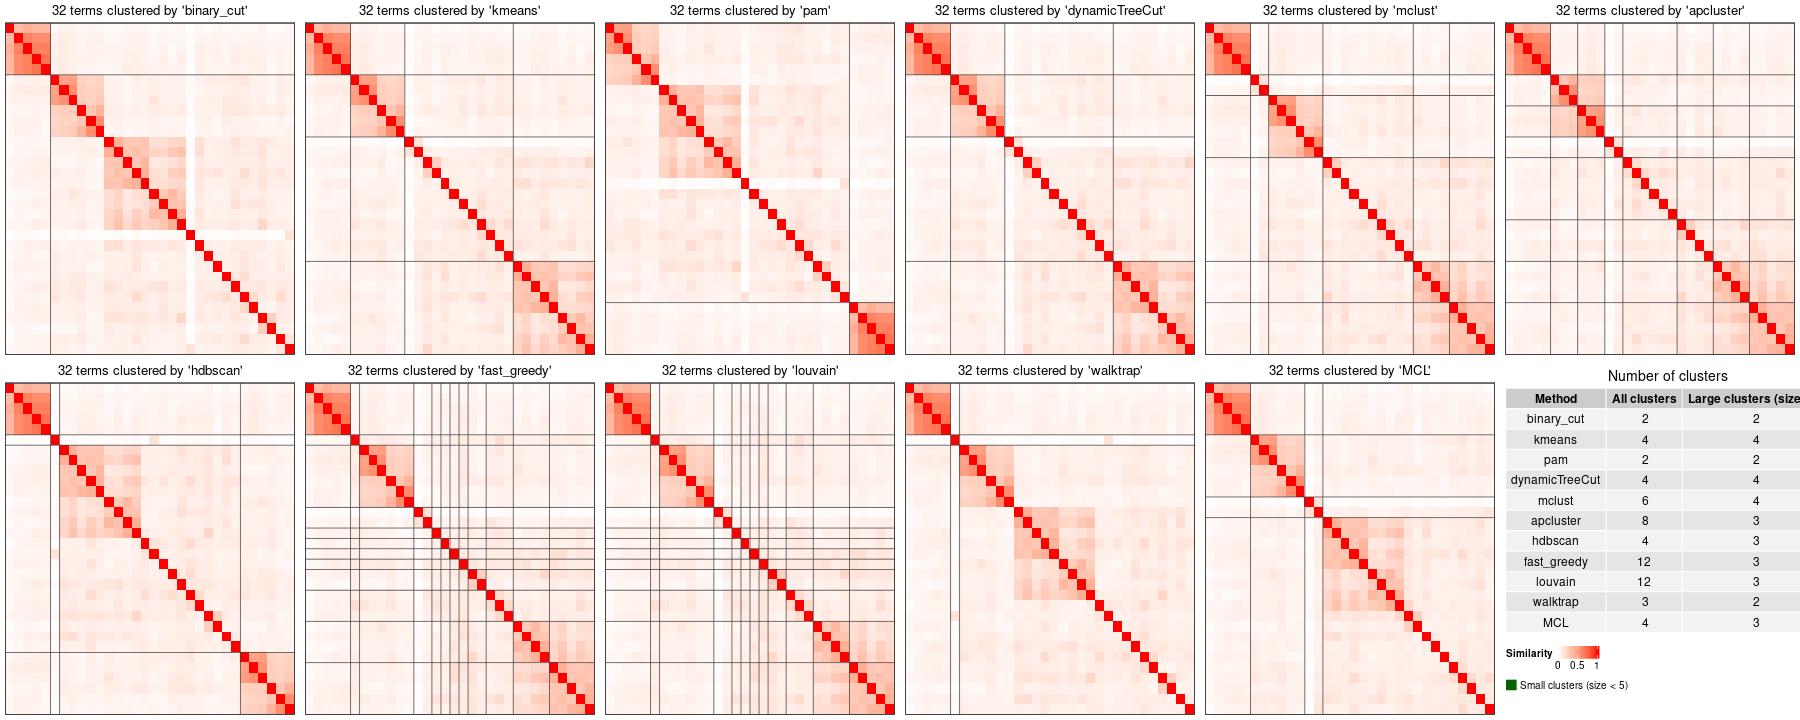 32 terms clustered by 'binary_cut'
32 terms clustered by 'kmeans'
32 terms clustered by 'pam'
32 terms clustered by 'dynamicTreeCut'
32 terms clustered by 'mclust'
32 terms clustered by 'apcluster'
32 terms clustered by 'hdbscan'
32 terms clustered by 'fast_greedy'
32 terms clustered by 'louvain'
32 terms clustered by 'walktrap'
32 terms clustered by 'MCL'
Number of clusters
Method All clusters Large clusters (size
binary_cut 2 2
kmeans 4 4
pam 2 2
dynamicTreeCut 4 4
mclust 6 4
apcluster 8 3
hdbscan 4 3
fast_greedy 12 3
louvain 12 3
walktrap 3 2
MCL 4 3
Similarity
0 0.5 1
Small clusters (size < 5)